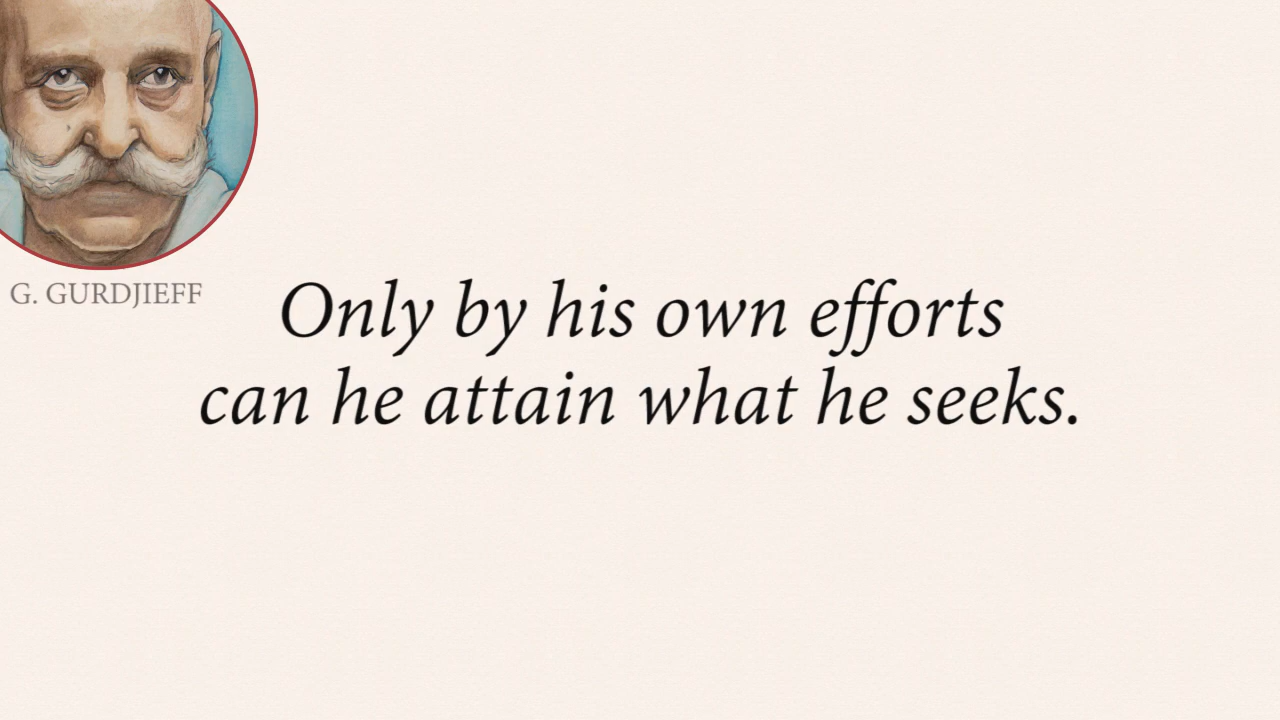 G. GURDJIEFF
Only by his own efforts
can he attain what he seeks.